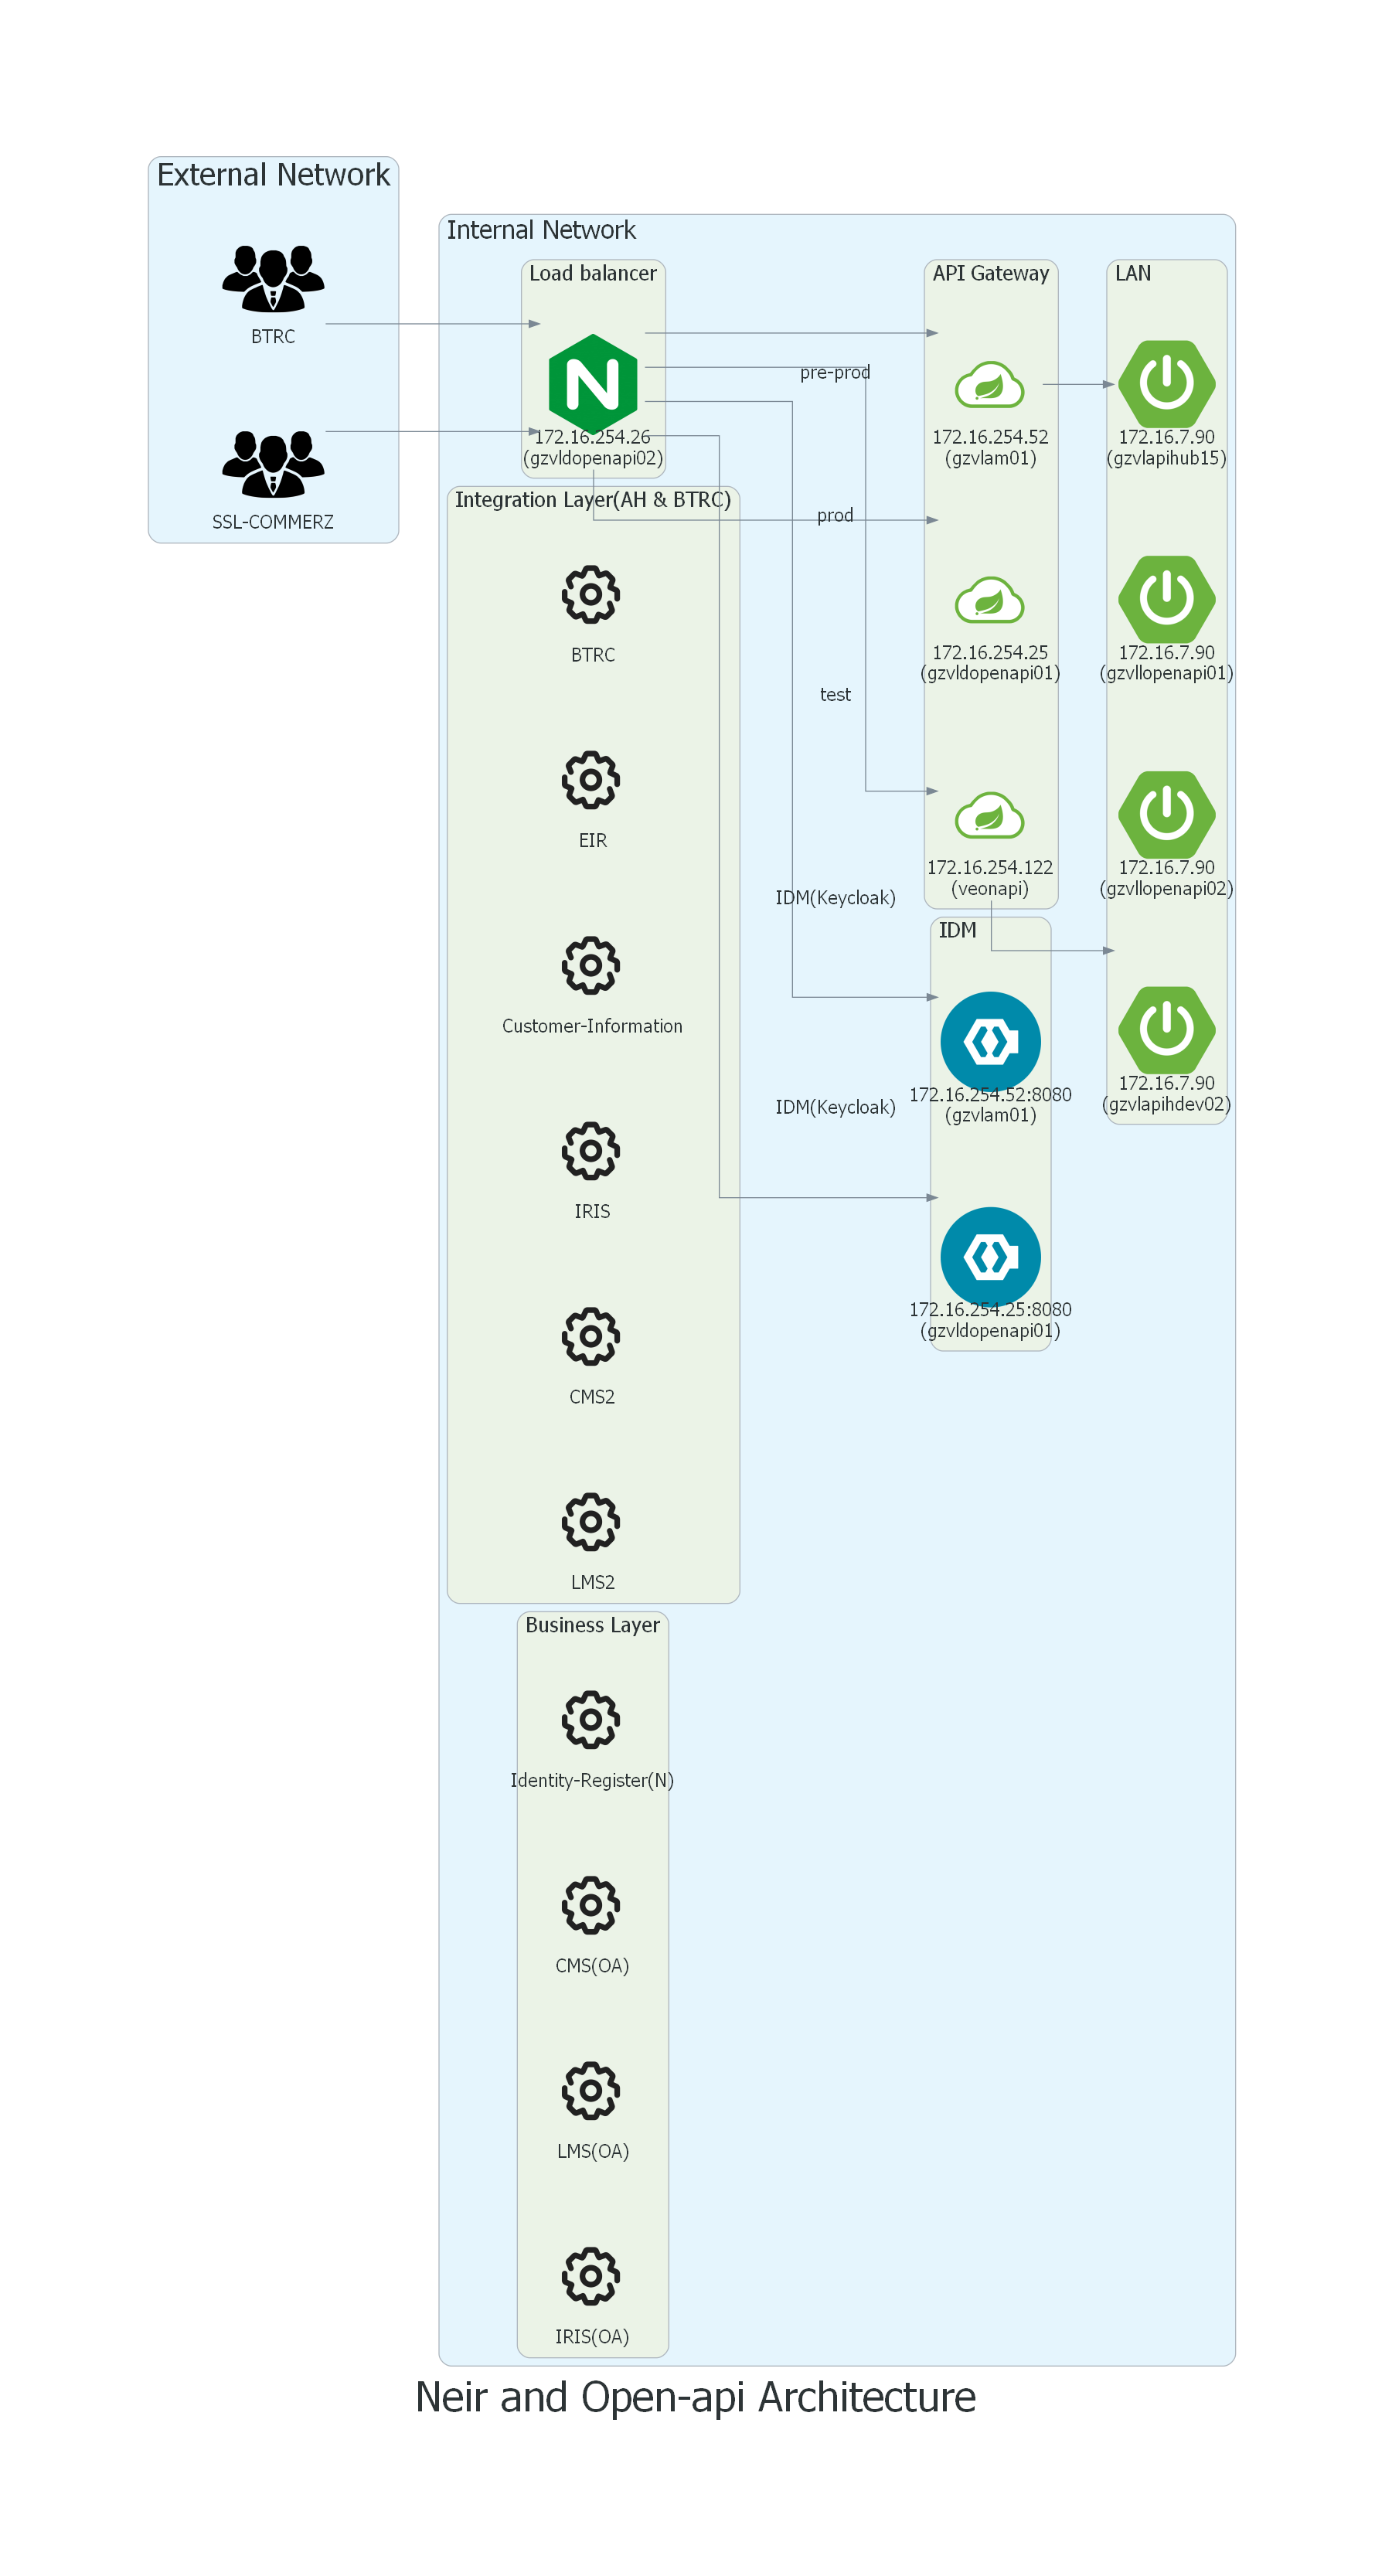 External Network
BTRC
SSL-COMMERZ
Internal Network
Load balancer
172.16.254.26
(gzvldopenapi02)
Integration Layer(AH & BTRC)
BTRC
EIR
Customer-Information
IRIS
CMS2
LMS2
Business Layer
Identity-Register(N)
CMS(OA)
LMS(OA)
IRIS(OA)
pre-prod
prod
test
IDM(Keycloak)
IDM(Keycloak)
API Gateway
172.16.254.52
(gzvlam01)
172.16.254.25
(gzvldopenapi01)
172.16.254.122
(veonapi)
IDM
172.16.254.52:8080
(gzvlam01)
172.16.254.25:8080
(gzvldopenapi01)
LAN
172.16.7.90
(gzvlapihub15)
172.16.7.90
(gzvllopenapi01)
172.16.7.90
(gzvllopenapi02)
172.16.7.90
(gzvlapihdev02)
Neir and Open-api Architecture